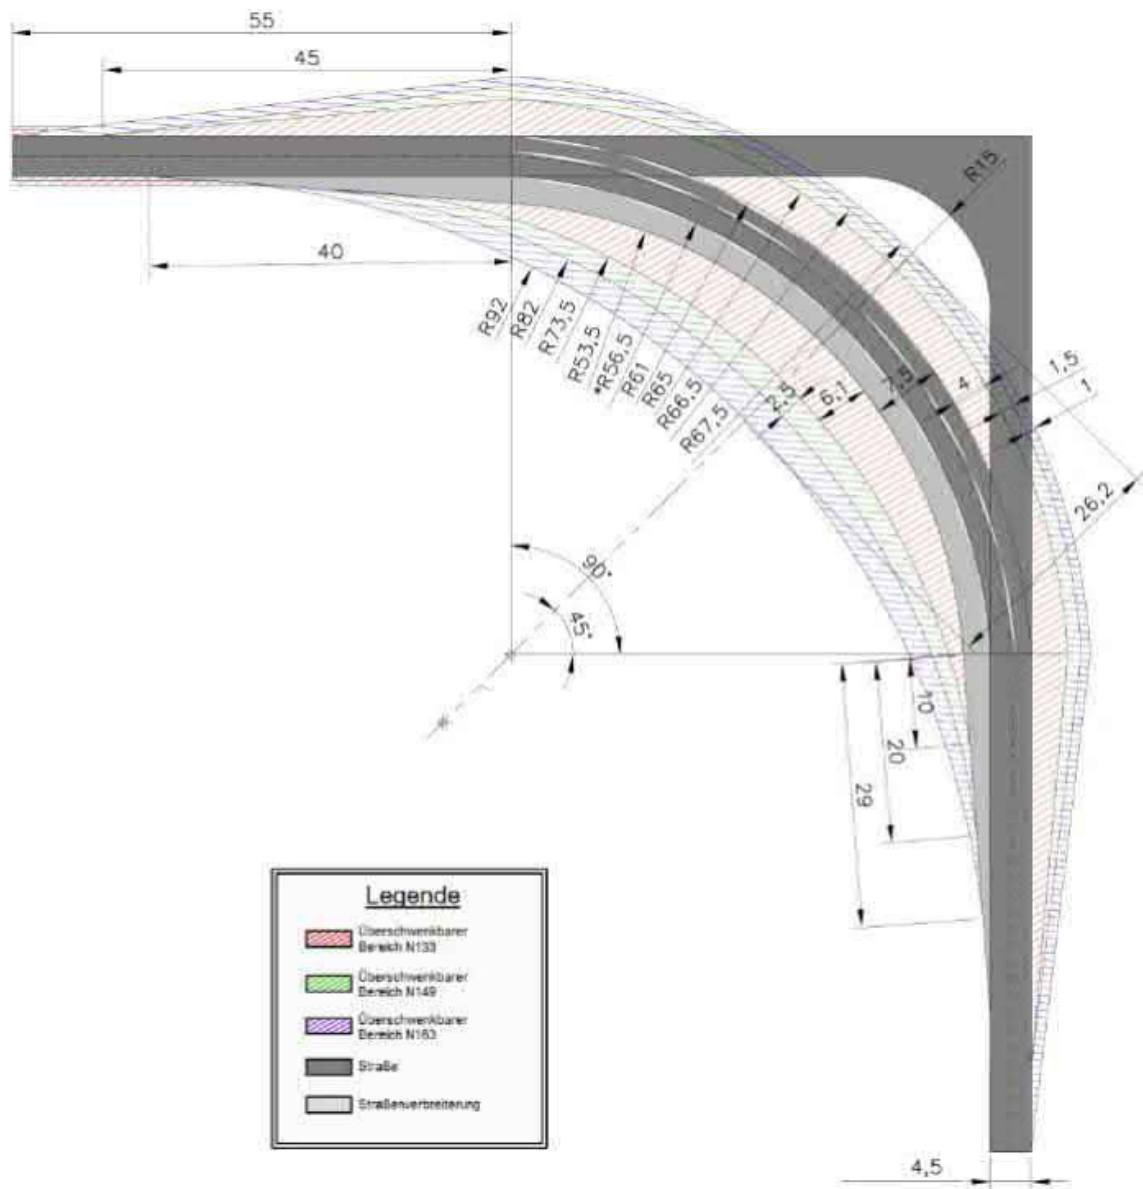 55
45
R15
40
R92
R82
R73,5
R53,5
*R56,5
R61
R65
R66,5
R67,5
2,5
6,1
7,5
4
1,5
1
26,2
90°
45°
10
20
29
Legende
Überschwenkbarer
Bereich N133
Überschwenkbarer
Bereich N149
Überschwenkbarer
Bereich N163
Straße
Straßenverbreiterung
4,5